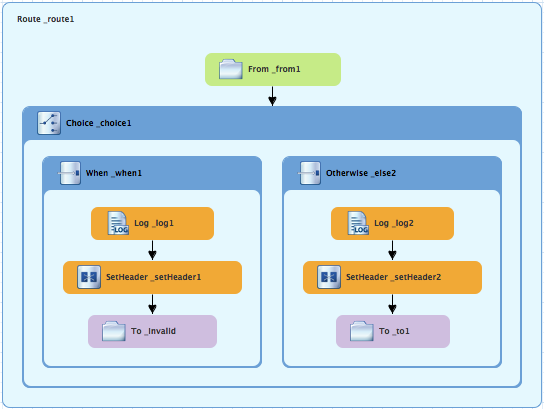 Route _route1
From _from1
Choice _choice1
When _when1
Otherwise _else2
LOG Log _log1
LOG Log _log2
SetHeader _setHeader1
SetHeader _setHeader2
To _Invalid
To _to1